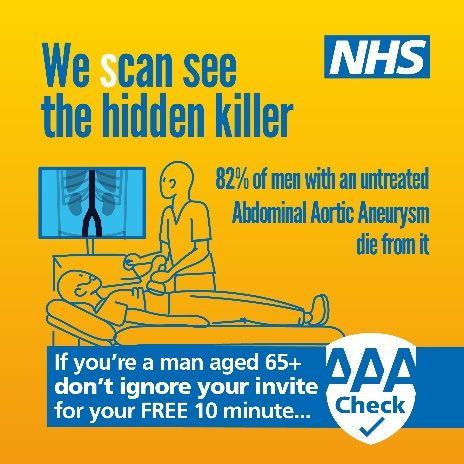 We scan see
the hidden killer
NHS
82% of men with an untreated
Abdominal Aortic Aneurysm
die from it
If you're a man aged 65+
don't ignore your invite
for your FREE 10 minute...
AAA
Check